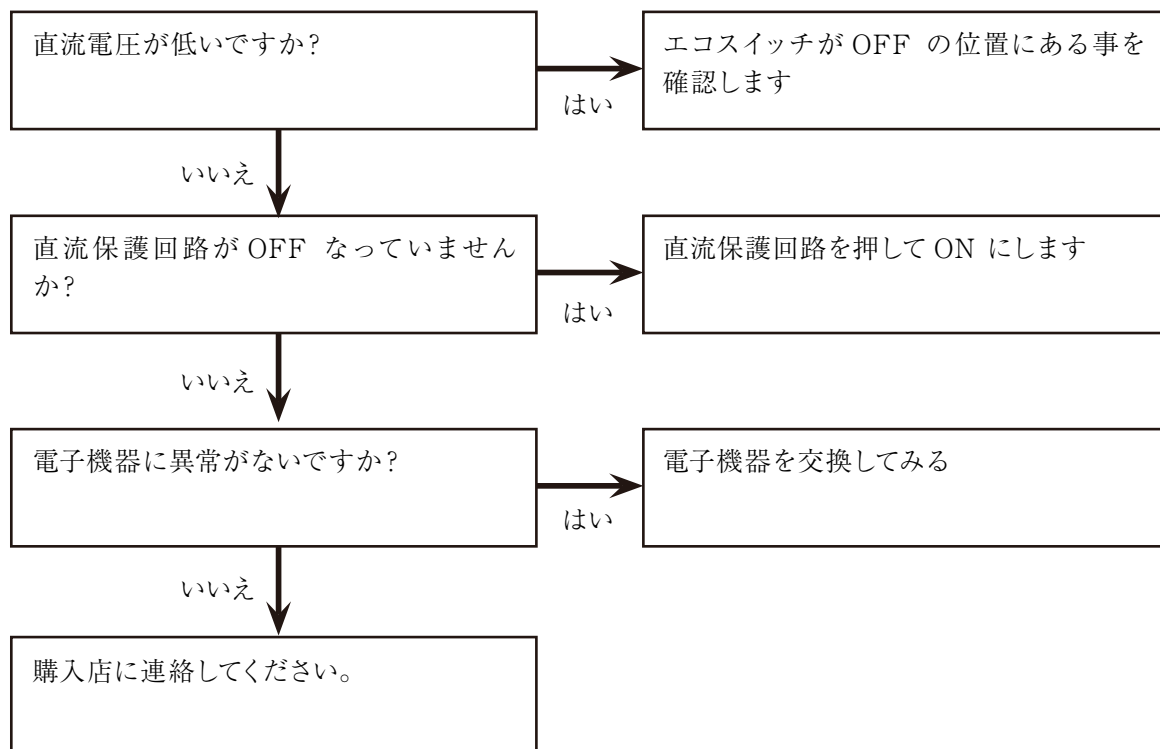 直流電圧が低いですか？
エコスイッチが OFF の位置にある事を
確認します
はい
いいえ
直流保護回路が OFF なっていません
か？
直流保護回路を押して ON にします
はい
いいえ
電子機器に異常がないですか？
電子機器を交換してみる
はい
いいえ
購入店に連絡してください。